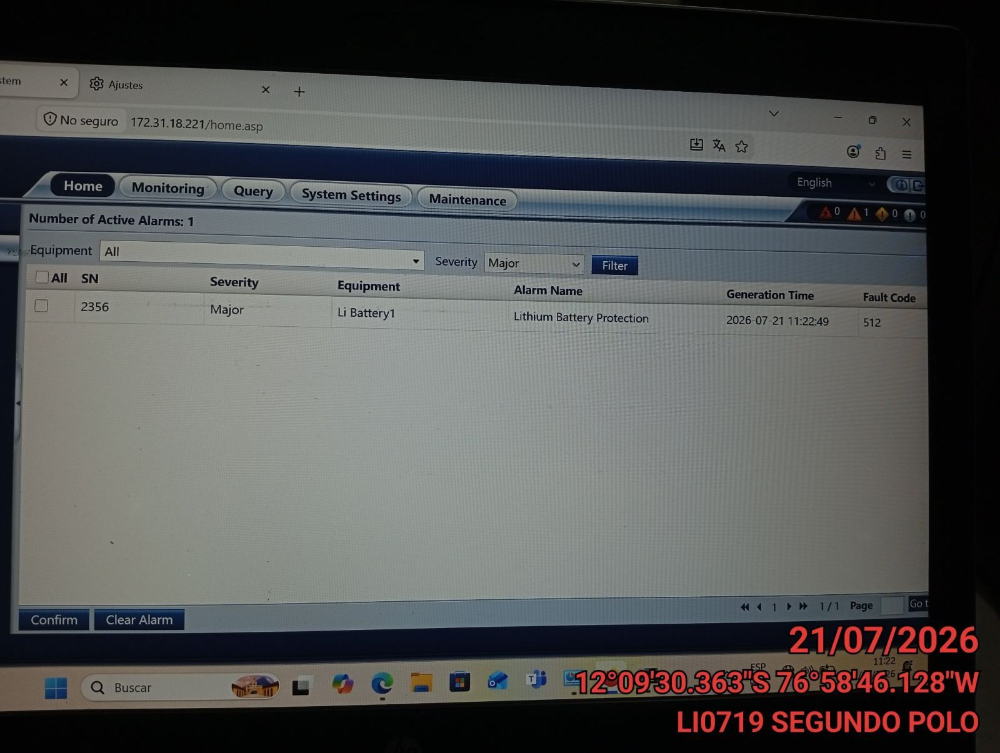 stem
Ajustes
No seguro
172.31.18.221/home.asp
English
Home
Monitoring
Query
System Settings
Maintenance
0 1 0 0
Number of Active Alarms: 1
Equipment
All
Severity
Major
Filter
All SN Severity Equipment Alarm Name Generation Time Fault Code
2356 Major Li Battery1 Lithium Battery Protection 2026-07-21 11:22:49 512
1 1 / 1 Page Go t
Confirm
Clear Alarm
21/07/2026
Buscar
ESP
11:22
12°09'30.363"S 76°58'46.128"W
LI0719 SEGUNDO POLO